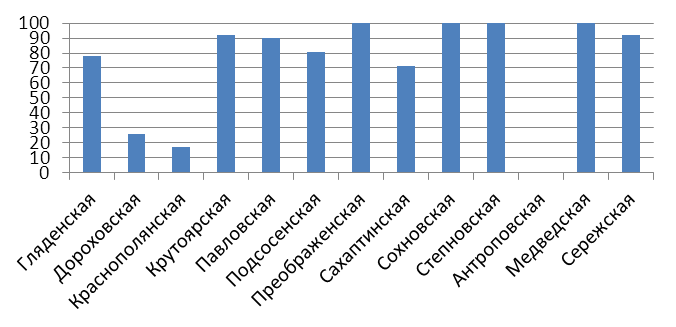 100
90
80
70
60
50
40
30
20
10
0
Гляденская
Дороховская
Краснополянская
Крутоярская
Павловская
Подсосенская
Преображенская
Сахаптинская
Сохновская
Степновская
Антроповская
Медведская
Сережская